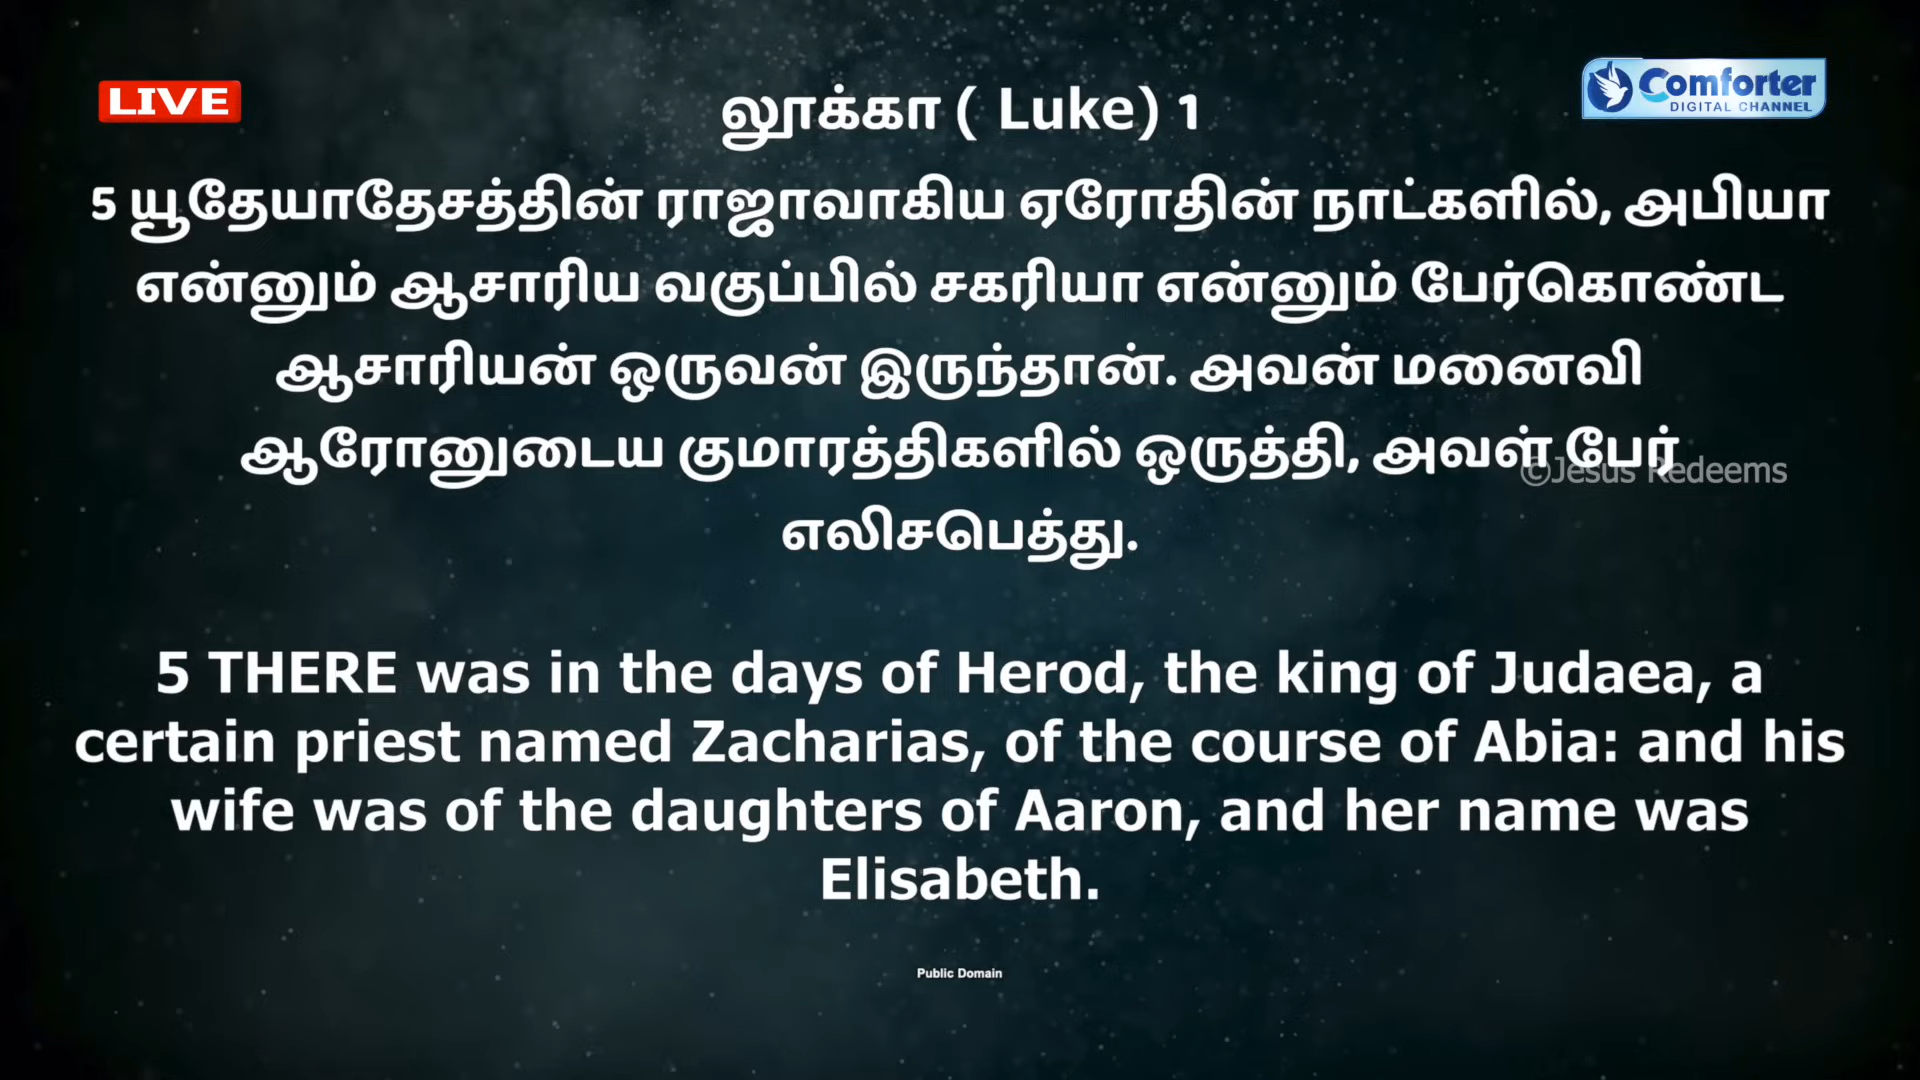 LIVE
Comforter
DIGITAL CHANNEL
லூக்கா ( Luke) 1
5 யூதேயாதேசத்தின் ராஜாவாகிய ஏரோதின் நாட்களில், அபியா
என்னும் ஆசாரிய வகுப்பில் சகரியா என்னும் பேர்கொண்ட
ஆசாரியன் ஒருவன் இருந்தான். அவன் மனைவி
ஆரோனுடைய குமாரத்திகளில் ஒருத்தி, அவள் பேர்
©Jesus Redeems
எலிசபெத்து.
5 THERE was in the days of Herod, the king of Judaea, a
certain priest named Zacharias, of the course of Abia: and his
wife was of the daughters of Aaron, and her name was
Elisabeth.
Public Domain